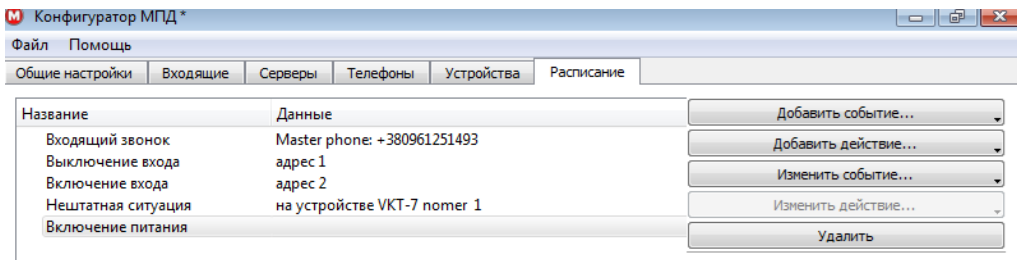 Конфигуратор МПД *
Файл Помощь
Общие настройки Входящие Серверы Телефоны Устройства Расписание
Название Данные
Добавить событие...
Входящий звонок Master phone: +380961251493
Добавить действие...
Выключение входа адрес 1
Включение входа адрес 2
Изменить событие...
Нештатная ситуация на устройстве VKT-7 nomer 1
Изменить действие...
Включение питания
Удалить